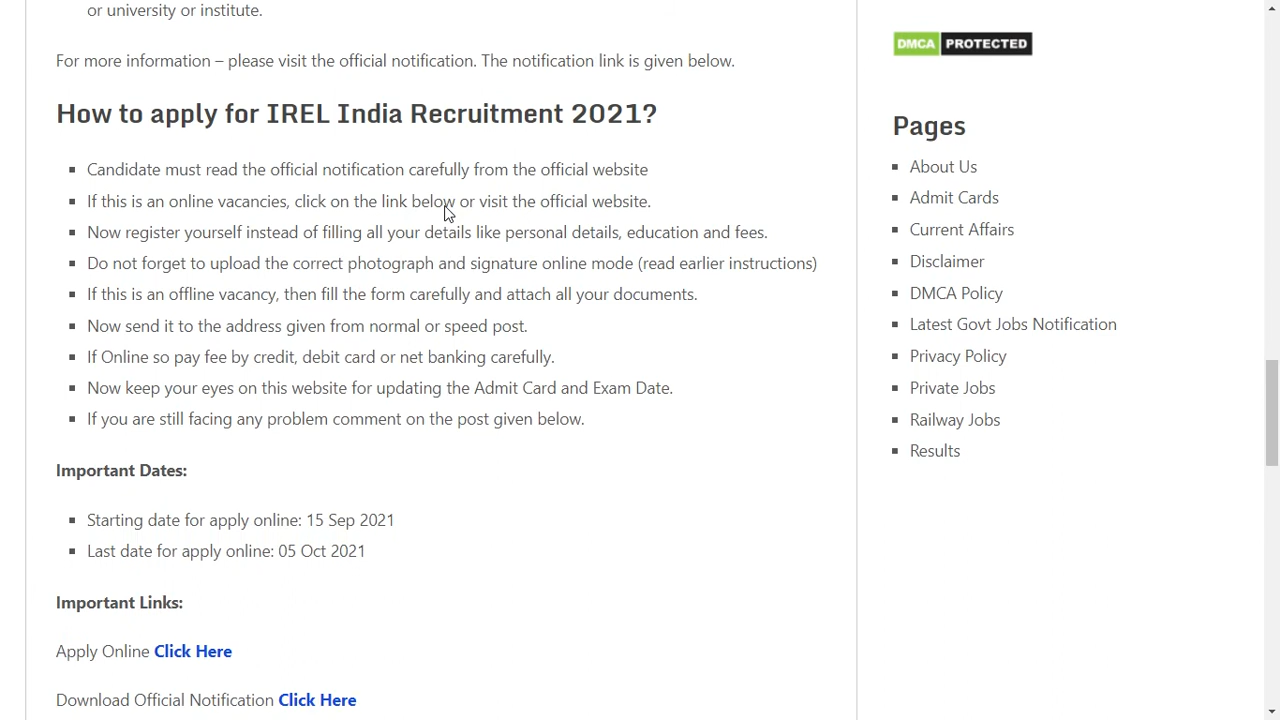 or university or institute.
For more information – please visit the official notification. The notification link is given below.
How to apply for IREL India Recruitment 2021?
Candidate must read the official notification carefully from the official website
If this is an online vacancies, click on the link below or visit the official website.
Now register yourself instead of filling all your details like personal details, education and fees.
Do not forget to upload the correct photograph and signature online mode (read earlier instructions)
If this is an offline vacancy, then fill the form carefully and attach all your documents.
Now send it to the address given from normal or speed post.
If Online so pay fee by credit, debit card or net banking carefully.
Now keep your eyes on this website for updating the Admit Card and Exam Date.
If you are still facing any problem comment on the post given below.
Important Dates:
Starting date for apply online: 15 Sep 2021
Last date for apply online: 05 Oct 2021
Important Links:
Apply Online Click Here
Download Official Notification Click Here
DMCA PROTECTED
Pages
About Us
Admit Cards
Current Affairs
Disclaimer
DMCA Policy
Latest Govt Jobs Notification
Privacy Policy
Private Jobs
Railway Jobs
Results